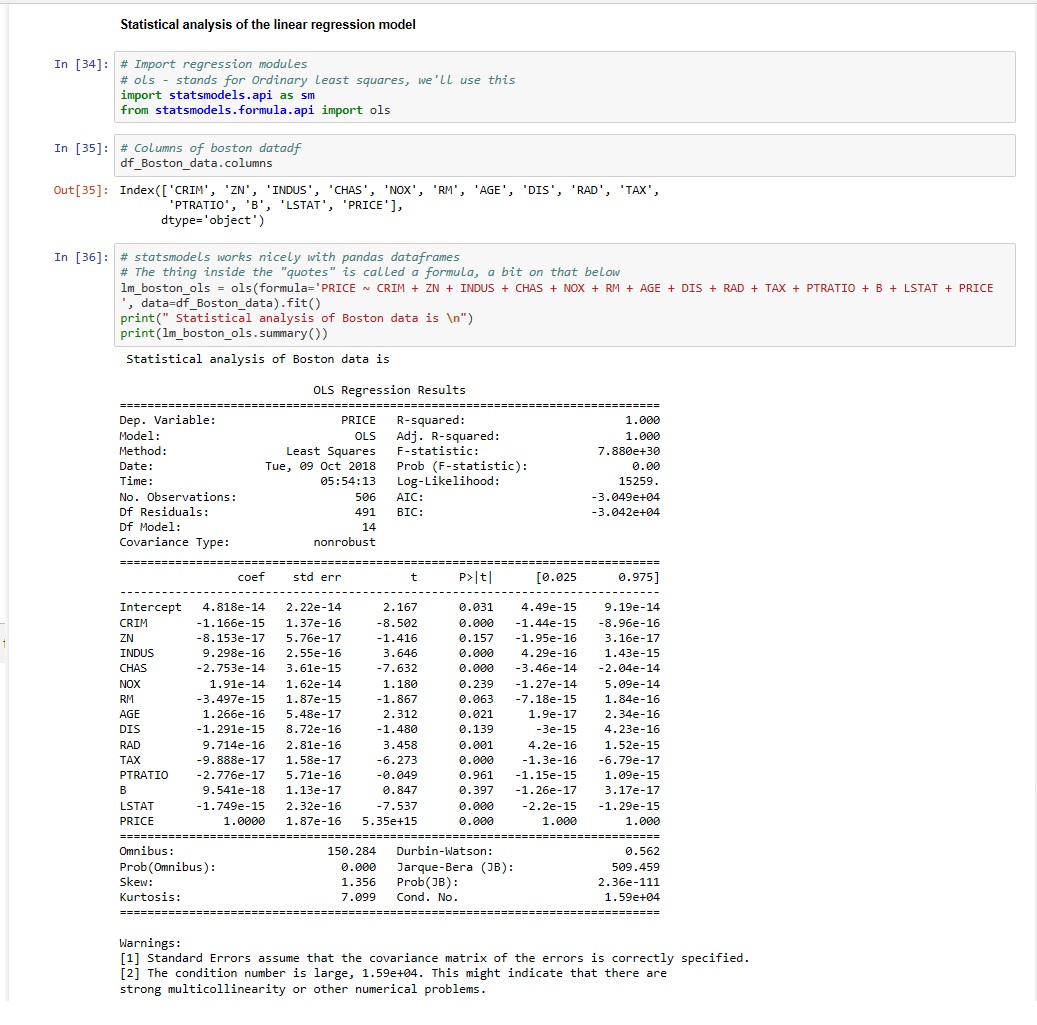 Statistical analysis of the linear regression model
In [34]: # Import regression modules
# ols - stands for Ordinary least squares, we'll use this
import statsmodels.api as sm
from statsmodels.formula.api import ols
In [35]: # Columns of boston datadf
df_Boston_data.columns
Out[35]: Index(['CRIM', 'ZN', 'INDUS', 'CHAS', 'NOX', 'RM', 'AGE', 'DIS', 'RAD', 'TAX',
'PTRATIO', 'B', 'LSTAT', 'PRICE'],
dtype='object')
In [36]: # statsmodels works nicely with pandas dataframes
# The thing inside the "quotes" is called a formula, a bit on that below
lm_boston_ols = ols(formula='PRICE ~ CRIM + ZN + INDUS + CHAS + NOX + RM + AGE + DIS + RAD + TAX + PTRATIO + B + LSTAT + PRICE
', data=df_Boston_data).fit()
print(" Statistical analysis of Boston data is \n")
print(lm_boston_ols.summary())
Statistical analysis of Boston data is
OLS Regression Results
==============================================================================
Dep. Variable: PRICE R-squared: 1.000
Model: OLS Adj. R-squared: 1.000
Method: Least Squares F-statistic: 7.880e+30
Date: Tue, 09 Oct 2018 Prob (F-statistic): 0.00
Time: 05:54:13 Log-Likelihood: 15259.
No. Observations: 506 AIC: -3.049e+04
Df Residuals: 491 BIC: -3.042e+04
Df Model: 14
Covariance Type: nonrobust
==============================================================================
coef std err t P>|t| [0.025 0.975]
------------------------------------------------------------------------------
Intercept 4.818e-14 2.22e-14 2.167 0.031 4.49e-15 9.19e-14
CRIM -1.166e-15 1.37e-16 -8.502 0.000 -1.44e-15 -8.96e-16
ZN -8.153e-17 5.76e-17 -1.416 0.157 -1.95e-16 3.16e-17
INDUS 9.298e-16 2.55e-16 3.646 0.000 4.29e-16 1.43e-15
CHAS -2.753e-14 3.61e-15 -7.632 0.000 -3.46e-14 -2.04e-14
NOX 1.91e-14 1.62e-14 1.180 0.239 -1.27e-14 5.09e-14
RM -3.497e-15 1.87e-15 -1.867 0.063 -7.18e-15 1.84e-16
AGE 1.266e-16 5.48e-17 2.312 0.021 1.9e-17 2.34e-16
DIS -1.291e-15 8.72e-16 -1.480 0.139 -3e-15 4.23e-16
RAD 9.714e-16 2.81e-16 3.458 0.001 4.2e-16 1.52e-15
TAX -9.888e-17 1.58e-17 -6.273 0.000 -1.3e-16 -6.79e-17
PTRATIO -2.776e-17 5.71e-16 -0.049 0.961 -1.15e-15 1.09e-15
B 9.541e-18 1.13e-17 0.847 0.397 -1.26e-17 3.17e-17
LSTAT -1.749e-15 2.32e-16 -7.537 0.000 -2.2e-15 -1.29e-15
PRICE 1.0000 1.87e-16 5.35e+15 0.000 1.000 1.000
==============================================================================
Omnibus: 150.284 Durbin-Watson: 0.562
Prob(Omnibus): 0.000 Jarque-Bera (JB): 509.459
Skew: 1.356 Prob(JB): 2.36e-111
Kurtosis: 7.099 Cond. No. 1.59e+04
==============================================================================
Warnings:
[1] Standard Errors assume that the covariance matrix of the errors is correctly specified.
[2] The condition number is large, 1.59e+04. This might indicate that there are
strong multicollinearity or other numerical problems.